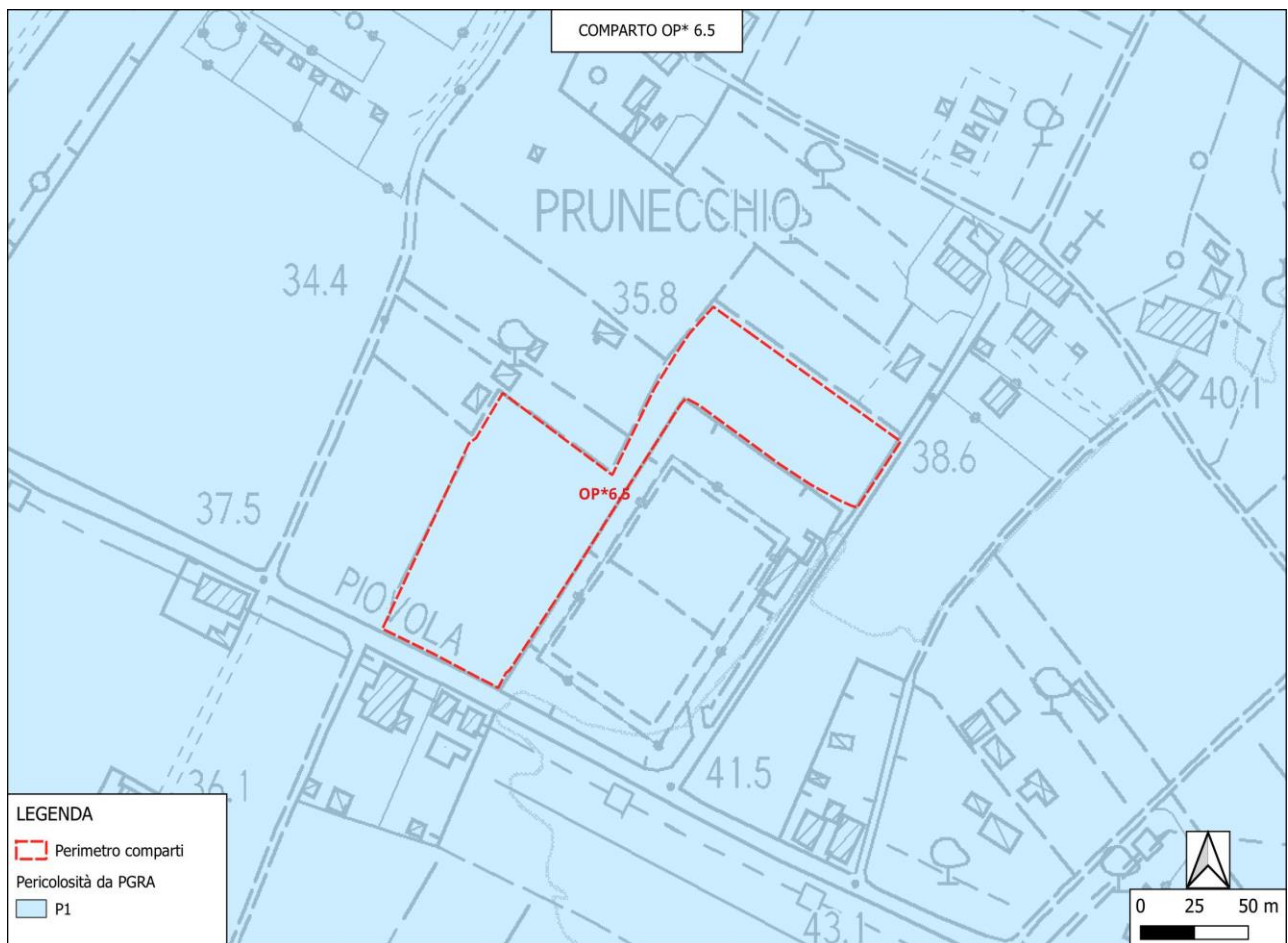 COMPARTO OP* 6.5
PRUNECCHIO
34.4
35.8
40.1
38.6
OP*6.5
37.5
PIOVOLA
41.5
36.1
43.1
LEGENDA
Perimetro comparti
Pericolosità da PGRA
P1
0 25 50 m